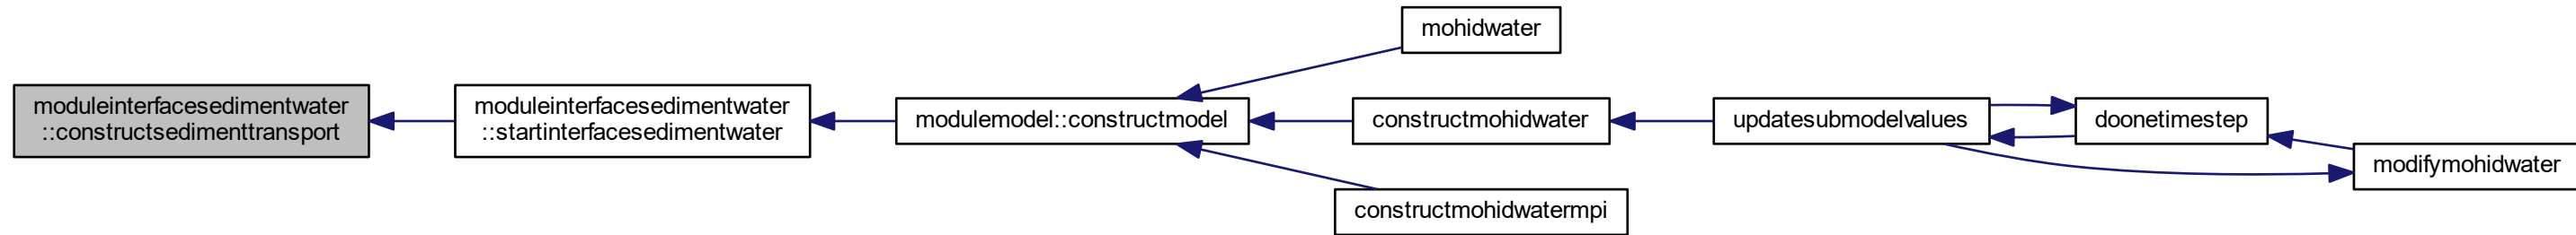 moduleinterfacesedimentwater
::constructsedimenttransport
moduleinterfacesedimentwater
::startinterfacesedimentwater
modulemodel::constructmodel
mohidwater
constructmohidwater
constructmohidwatermpi
updatesubmodelvalues
doonetimestep
modifymohidwater